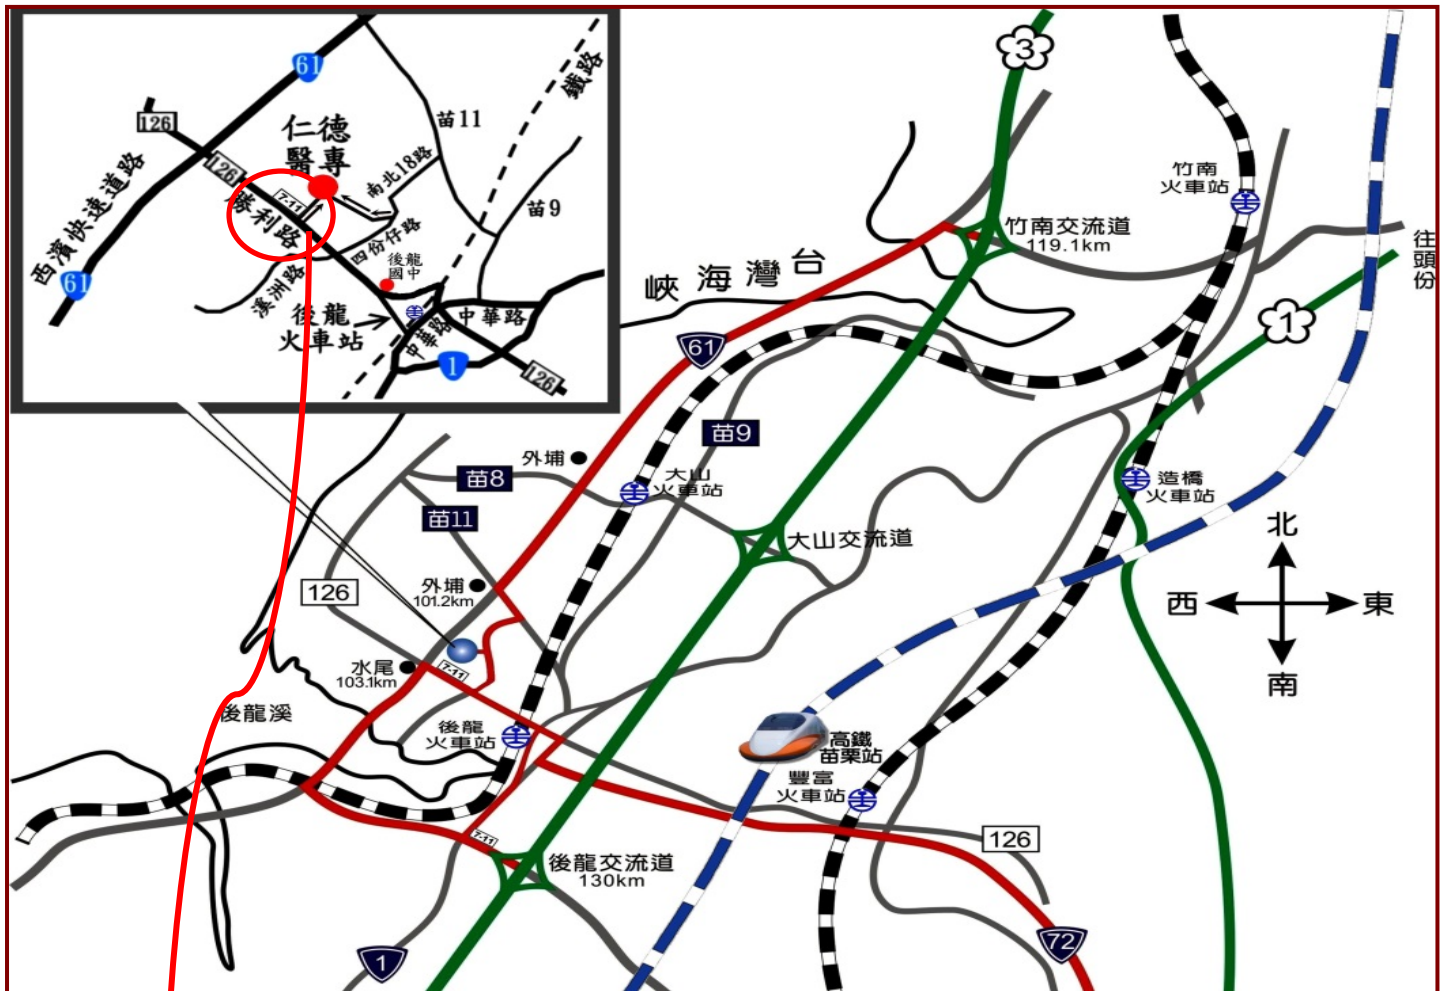 61
鐵路
苗11
126
仁德
醫專
126
南北18路
7-11
勝利路
西濱快速道路
苗9
四份仔路
後龍
國中
溪洲路
61
後龍
火車站
中華路
中華路
1
126
3
竹南
火車站
竹南交流道
119.1km
往頭份
台灣海峽
1
61
苗9
外埔
苗8
大山
火車站
造橋
火車站
苗11
大山交流道
北
外埔
101.2km
126
西
東
水尾
103.1km
7-11
南
後龍溪
後龍
火車站
高鐵
苗栗站
豐富
火車站
7-11
126
後龍交流道
130km
72
1